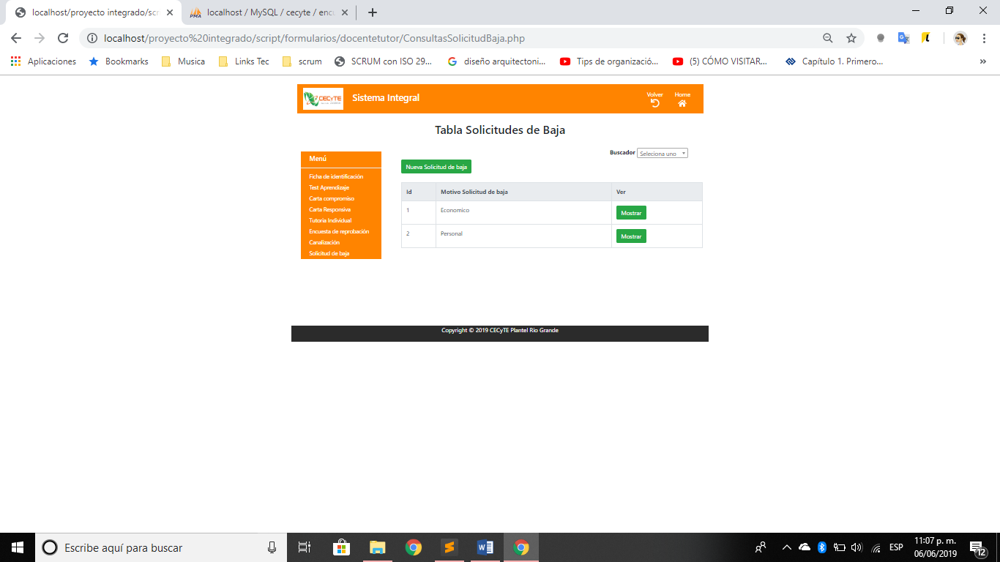 localhost/proyecto integrado/scr
localhost / MySQL / cecyte / encu
localhost/proyecto%20integrado/script/formularios/docentetutor/ConsultasSolicitudBaja.php
Aplicaciones Bookmarks Musica Links Tec scrum SCRUM con ISO 29... diseño arquitectoni... Tips de organizació... (5) CÓMO VISITAR... Capítulo 1. Primero... »
CECyTE Sistema Integral Volver Home
Tabla Solicitudes de Baja
Buscador Seleciona uno
Menú
Ficha de identificación
Test Aprendizaje
Carta compromiso
Carta Responsiva
Tutoria Individual
Encuesta de reprobación
Canalización
Solicitud de baja
Nueva Solicitud de baja
Id Motivo Solicitud de baja Ver
1 Economico Mostrar
2 Personal Mostrar
Copyright © 2019 CECyTE Plantel Rio Grande
Escribe aquí para buscar
ESP
11:07 p. m.
06/06/2019
12